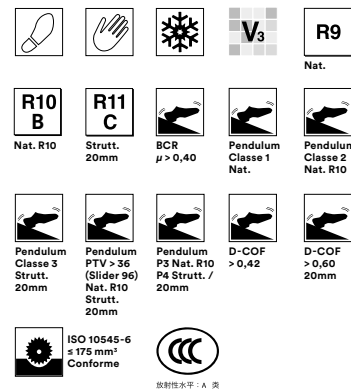 V3
R9
Nat.
R10
B
Nat. R10
R11
C
Strutt.
20mm
BCR
μ > 0,40
Pendulum
Classe 1
Nat.
Pendulum
Classe 2
Nat. R10
Pendulum
Classe 3
Strutt.
20mm
Pendulum
PTV > 36
(Slider 96)
Nat. R10
Strutt.
20mm
Pendulum
P3 Nat. R10
P4 Strutt. /
20mm
D-COF
> 0,42
D-COF
> 0,60
20mm
ISO 10545-6
≤ 175 mm³
Conforme
CCC
放射性水平：A 类